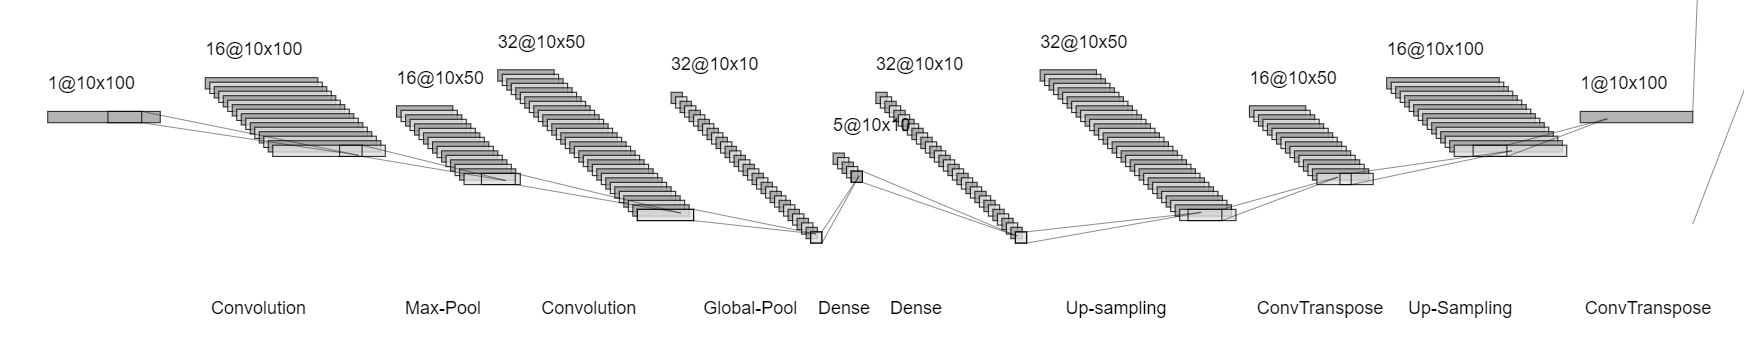 1@10x100
16@10x100
16@10x50
32@10x50
32@10x10
5@10x10
32@10x10
32@10x50
16@10x50
16@10x100
1@10x100
Convolution
Max-Pool
Convolution
Global-Pool
Dense
Dense
Up-sampling
ConvTranspose
Up-Sampling
ConvTranspose